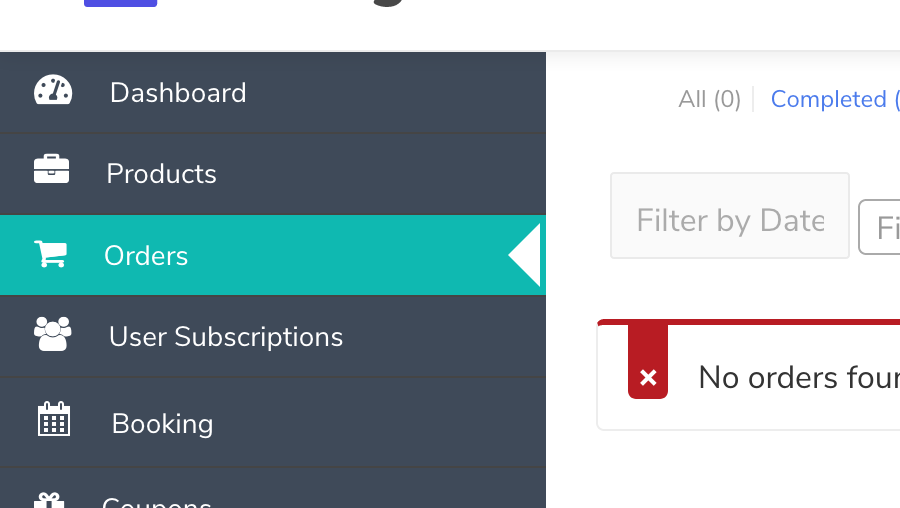 Dashboard
Products
Orders
User Subscriptions
Booking
Coupons
All (0)
Completed (
Filter by Date
Fi
No orders four